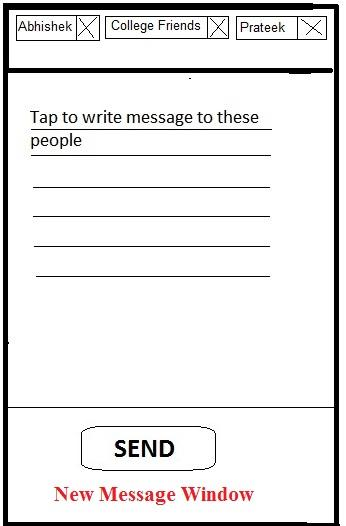 Abhishek College Friends Prateek
Tap to write message to these
people
SEND
New Message Window